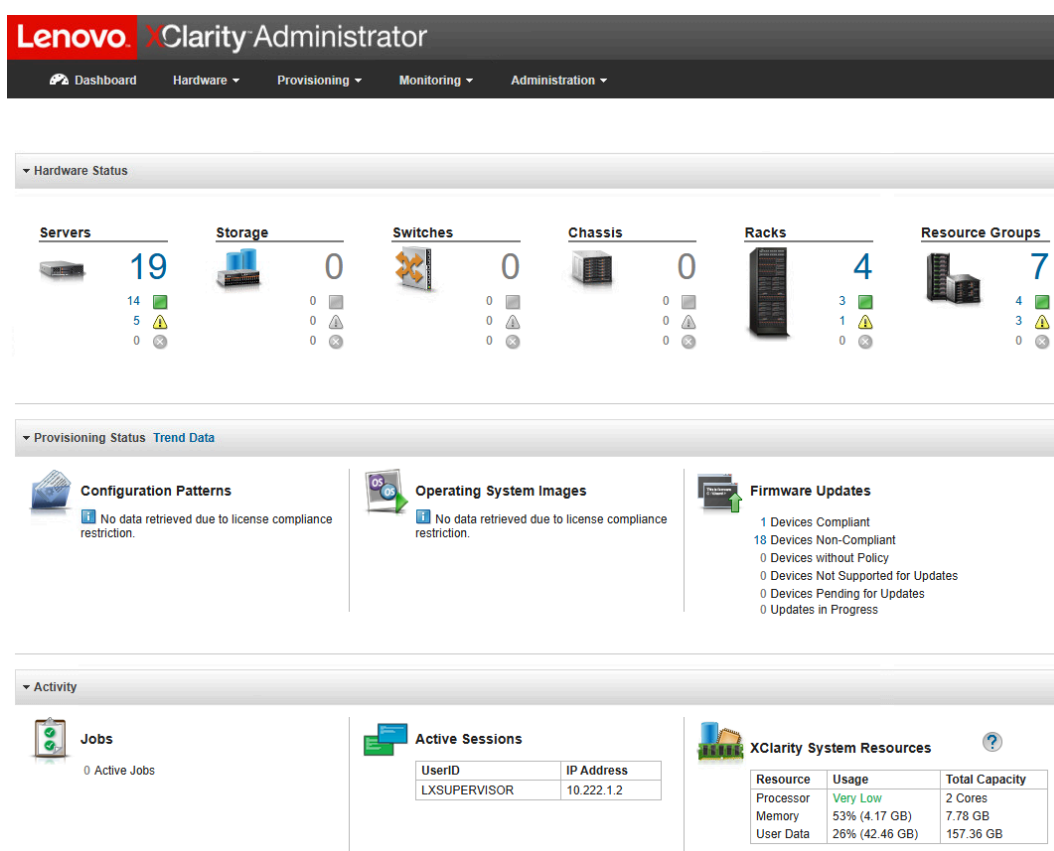 Lenovo. XClarity Administrator
Dashboard Hardware Provisioning Monitoring Administration
Hardware Status
Servers Storage Switches Chassis Racks Resource Groups
19 0 0 0 4 7
14 0 0 0 3 4
5 0 0 0 1 3
0 0 0 0 0 0
Provisioning Status Trend Data
Configuration Patterns
No data retrieved due to license compliance
restriction.
OS OS
Operating System Images
No data retrieved due to license compliance
restriction.
Firmware Updates
1 Devices Compliant
18 Devices Non-Compliant
0 Devices without Policy
0 Devices Not Supported for Updates
0 Devices Pending for Updates
0 Updates in Progress
Activity
Jobs
0 Active Jobs
Active Sessions
UserID IP Address
LXSUPERVISOR 10.222.1.2
XClarity System Resources ?
Resource Usage Total Capacity
Processor Very Low 2 Cores
Memory 53% (4.17 GB) 7.78 GB
User Data 26% (42.46 GB) 157.36 GB